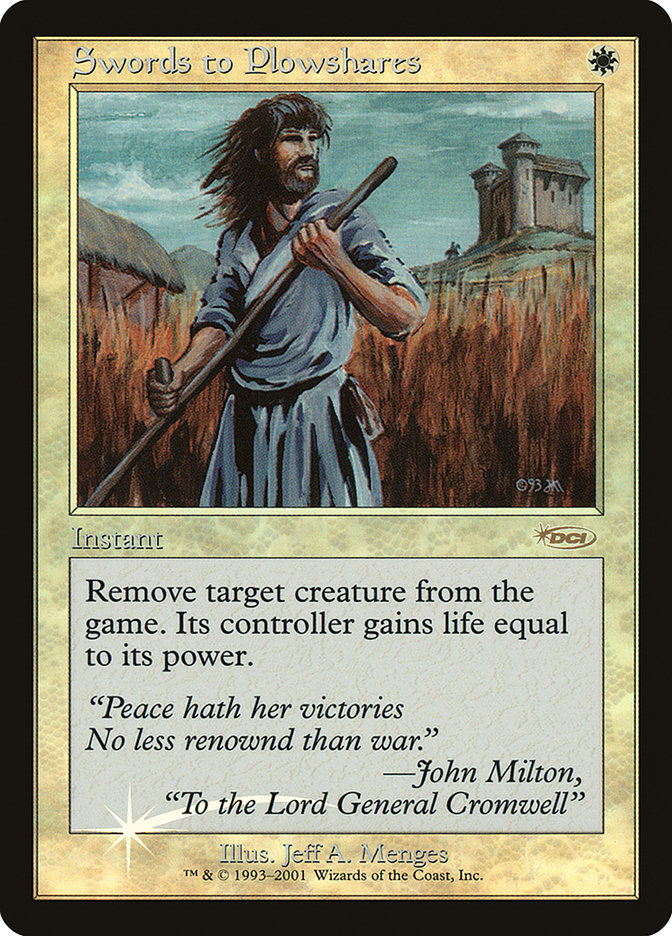 Swords to Plowshares
©93 JM
Instant
DCI
Remove target creature from the
game. Its controller gains life equal
to its power.
“Peace hath her victories
No less renownd than war.”
—John Milton,
“To the Lord General Cromwell”
Illus. Jeff A. Menges
™ & © 1993–2001 Wizards of the Coast, Inc.